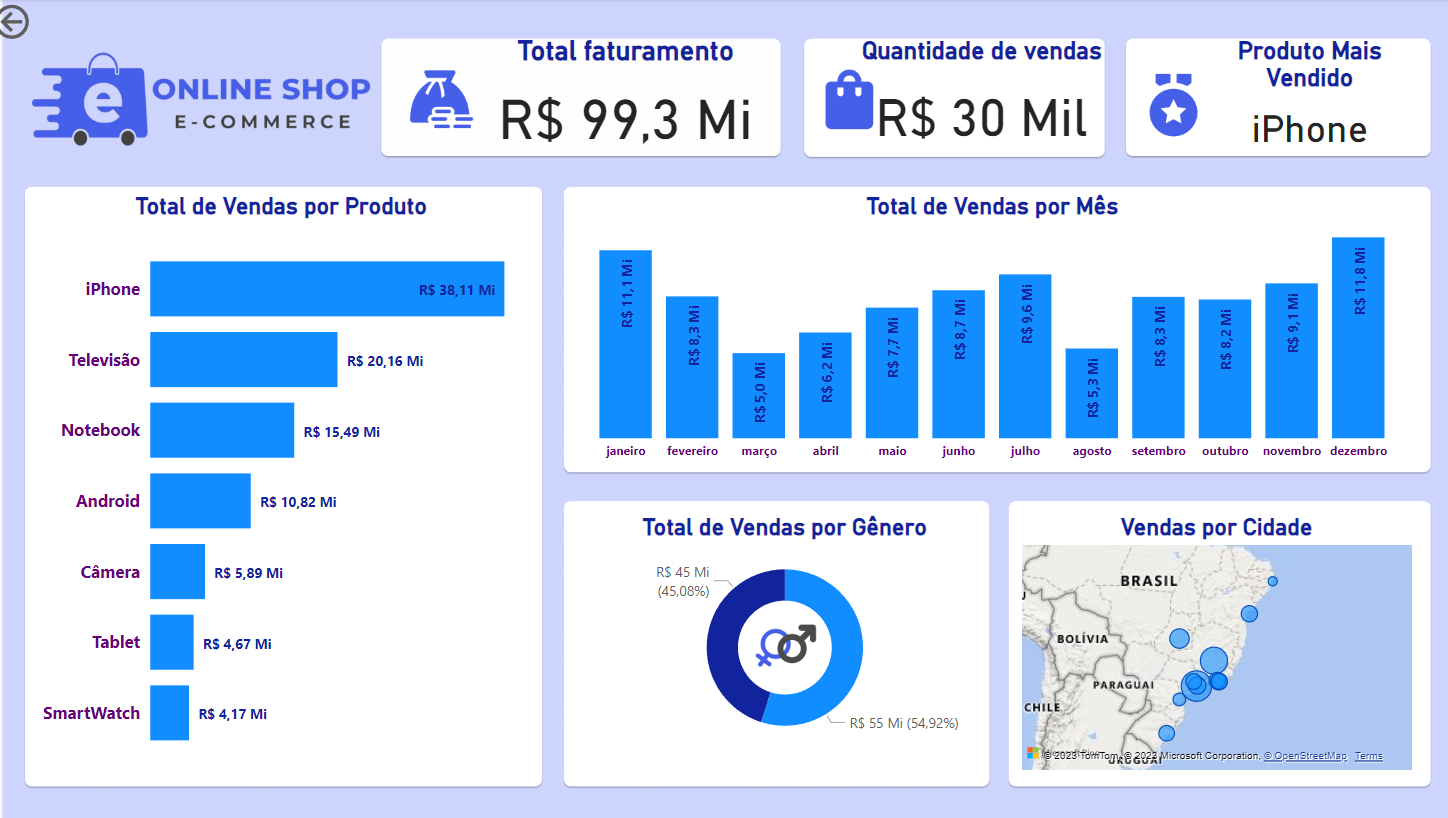 e
ONLINE SHOP
E-COMMERCE
Total faturamento
R$ 99,3 Mi
Quantidade de vendas
R$ 30 Mil
Produto Mais
Vendido
iPhone
Total de Vendas por Produto
iPhone
R$ 38,11 Mi
Televisão
R$ 20,16 Mi
Notebook
R$ 15,49 Mi
Android
R$ 10,82 Mi
Câmera
R$ 5,89 Mi
Tablet
R$ 4,67 Mi
SmartWatch
R$ 4,17 Mi
Total de Vendas por Mês
R$ 11,1 Mi
R$ 8,3 Mi
R$ 5,0 Mi
R$ 6,2 Mi
R$ 7,7 Mi
R$ 8,7 Mi
R$ 9,6 Mi
R$ 5,3 Mi
R$ 8,3 Mi
R$ 8,2 Mi
R$ 9,1 Mi
R$ 11,8 Mi
janeiro fevereiro março abril maio junho julho agosto setembro outubro novembro dezembro
Total de Vendas por Gênero
R$ 45 Mi
(45,08%)
R$ 55 Mi (54,92%)
Vendas por Cidade
BRASIL
BOLÍVIA
PARAGUAI
CHILE
URUGUAI
© 2023 TomTom, © 2023 Microsoft Corporation, © OpenStreetMap Terms